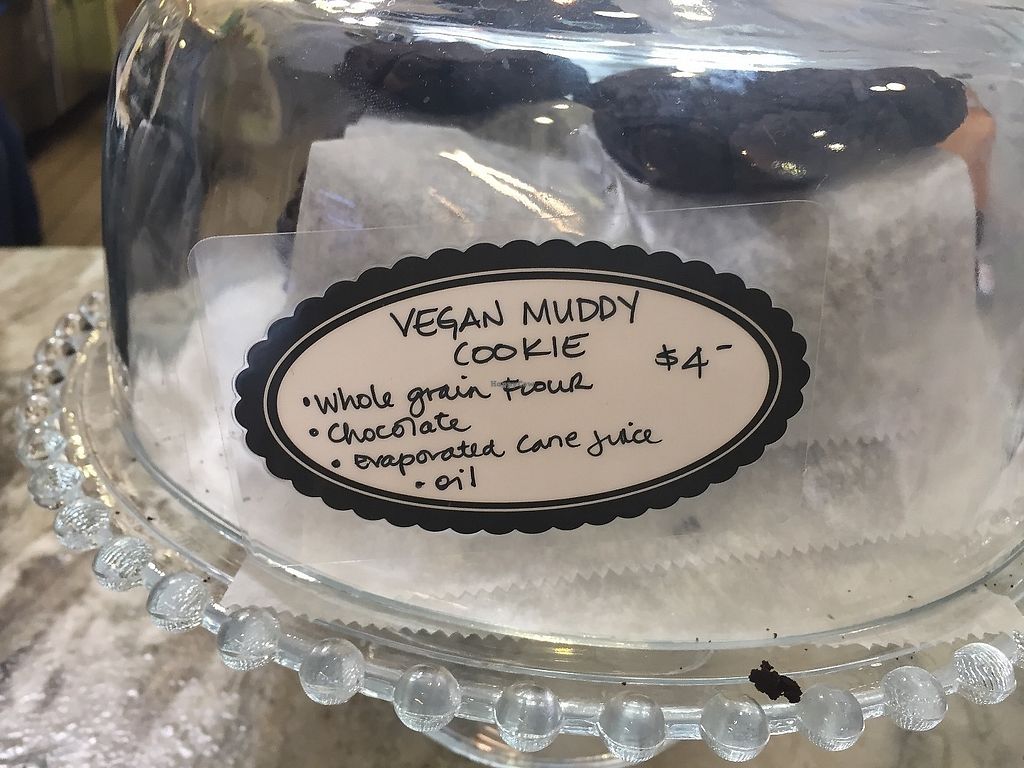 VEGAN MUDDY
COOKIE
$4-
• Whole grain FLOUR
• Chocolate
• Evaporated Cane Juice
• oil